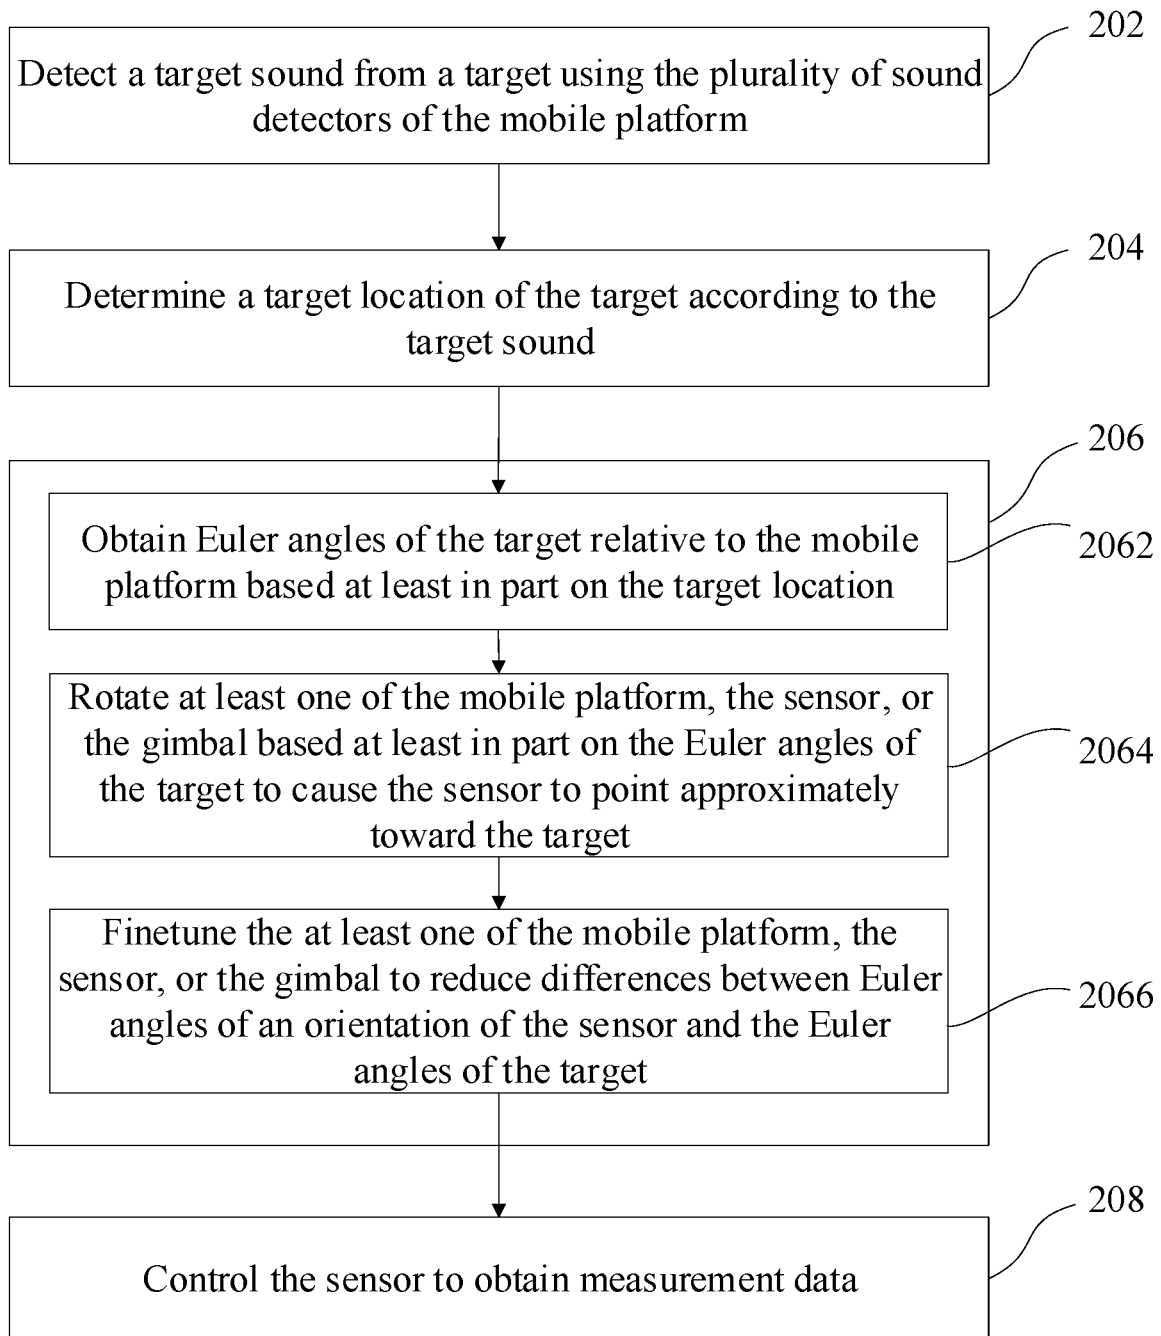 202
Detect a target sound from a target using the plurality of sound
detectors of the mobile platform
204
Determine a target location of the target according to the
target sound
206
Obtain Euler angles of the target relative to the mobile
platform based at least in part on the target location
2062
Rotate at least one of the mobile platform, the sensor, or
the gimbal based at least in part on the Euler angles of
the target to cause the sensor to point approximately
toward the target
2064
Finetune the at least one of the mobile platform, the
sensor, or the gimbal to reduce differences between Euler
angles of an orientation of the sensor and the Euler
angles of the target
2066
208
Control the sensor to obtain measurement data